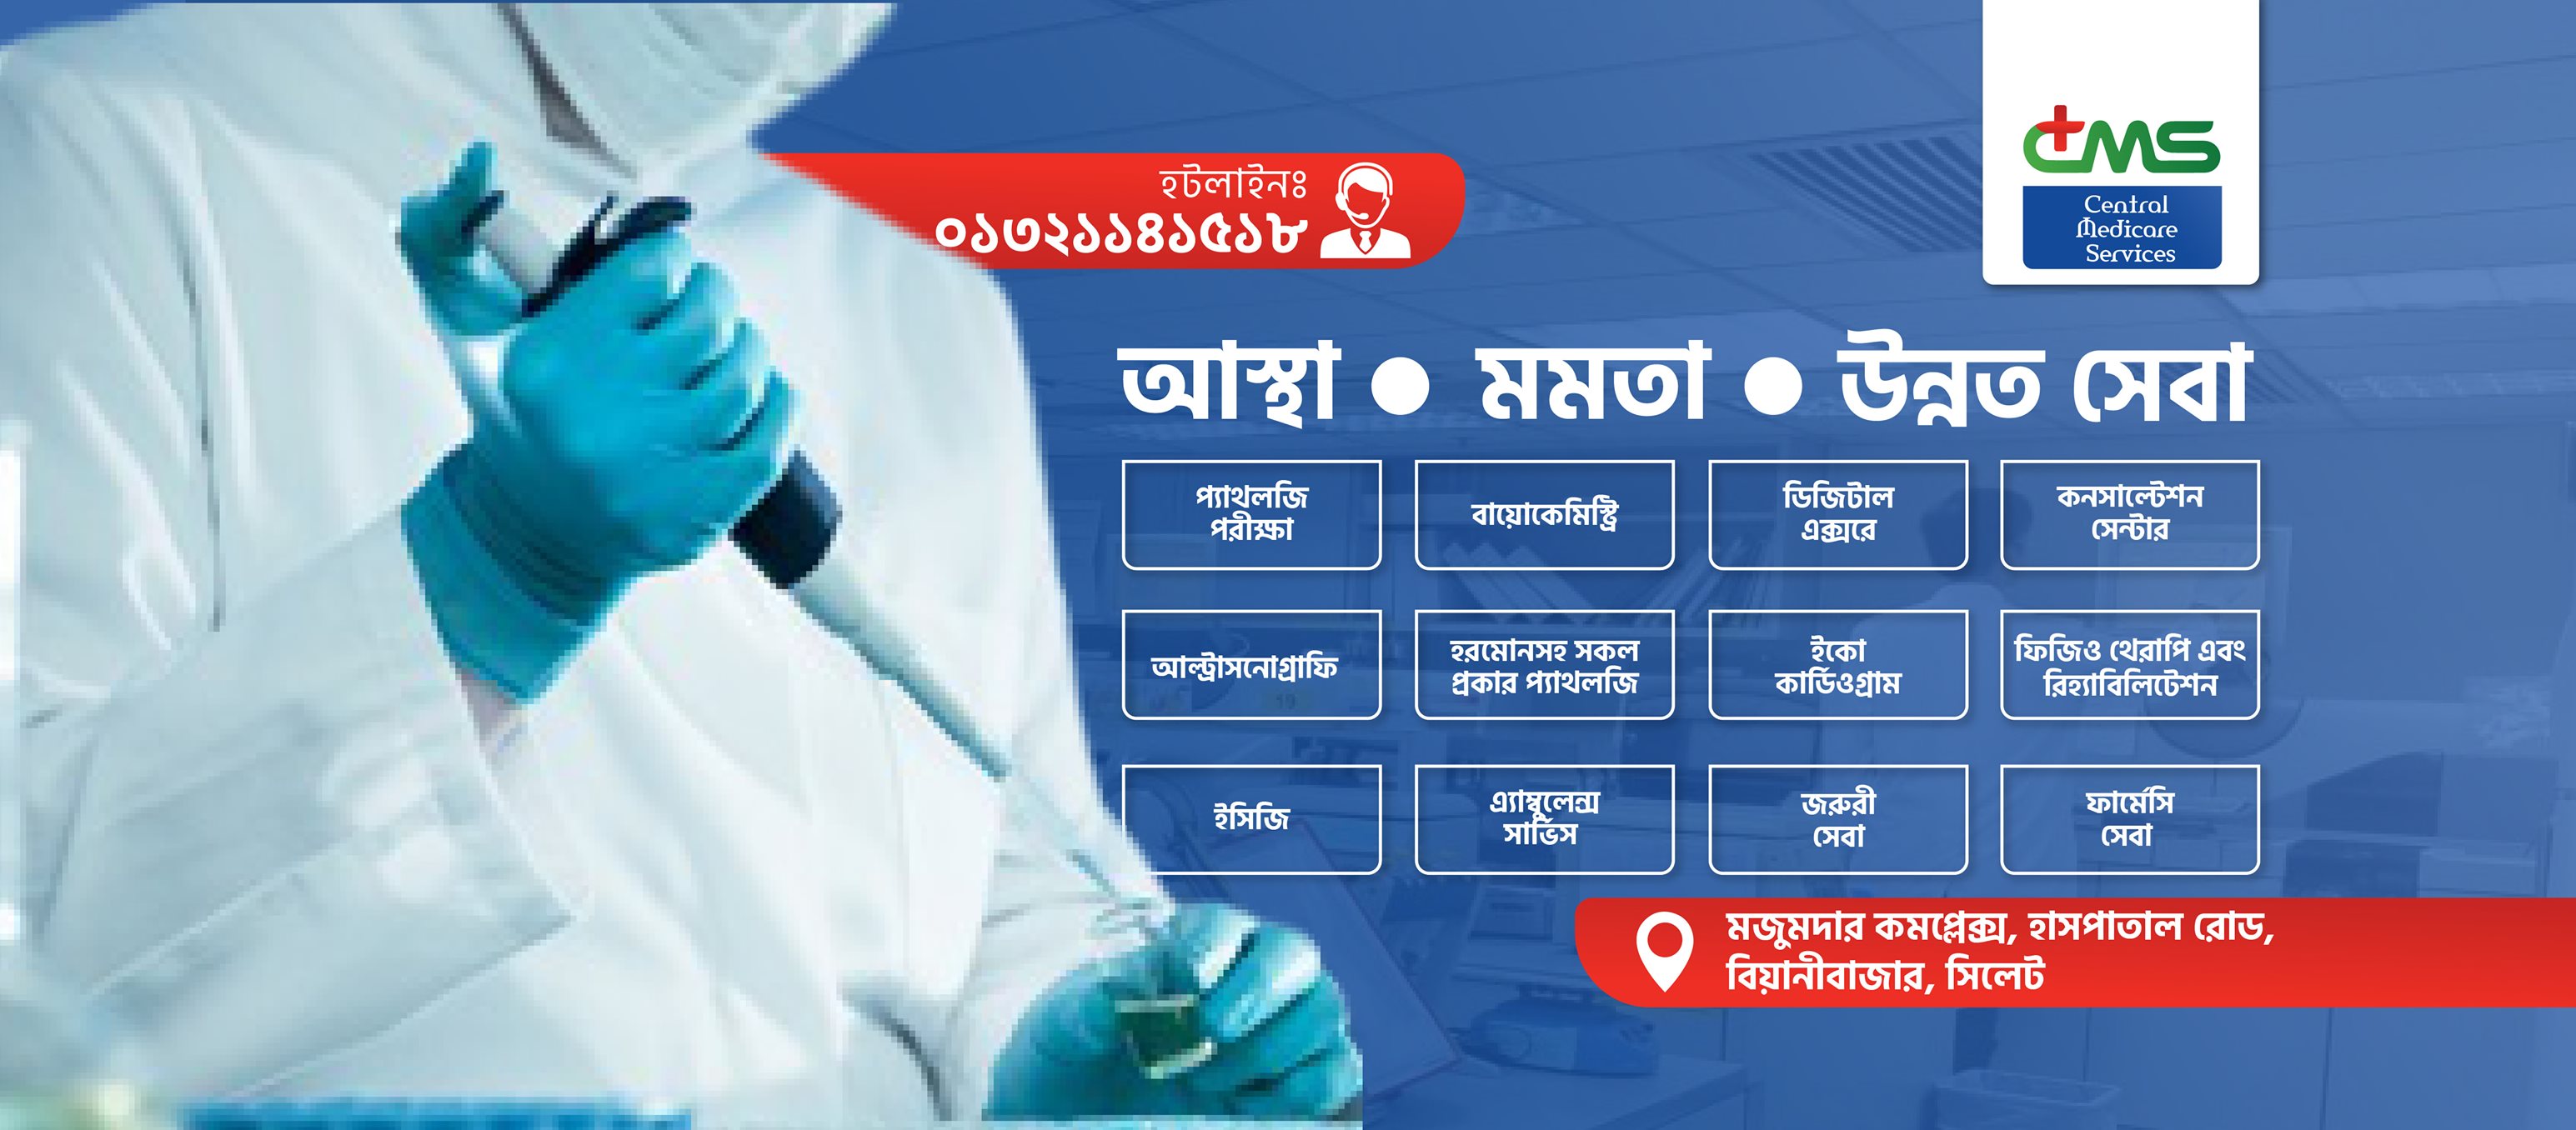 CMS
Central
Medicare
Services
হটলাইনঃ
০১৩২১১৪১৫১৮
আস্থা ● মমতা ● উন্নত সেবা
প্যাথলজি
পরীক্ষা
বায়োকেমিস্ট্রি
ডিজিটাল
এক্সরে
কনসাল্টেশন
সেন্টার
আল্ট্রাসনোগ্রাফি
হরমোনসহ সকল
প্রকার প্যাথলজি
ইকো
কার্ডিওগ্রাম
ফিজিও থেরাপি এবং
রিহ্যাবিলিটেশন
ইসিজি
এ্যাম্বুলেন্স
সার্ভিস
জরুরী
সেবা
ফার্মেসি
সেবা
মজুমদার কমপ্লেক্স, হাসপাতাল রোড,
বিয়ানীবাজার, সিলেট